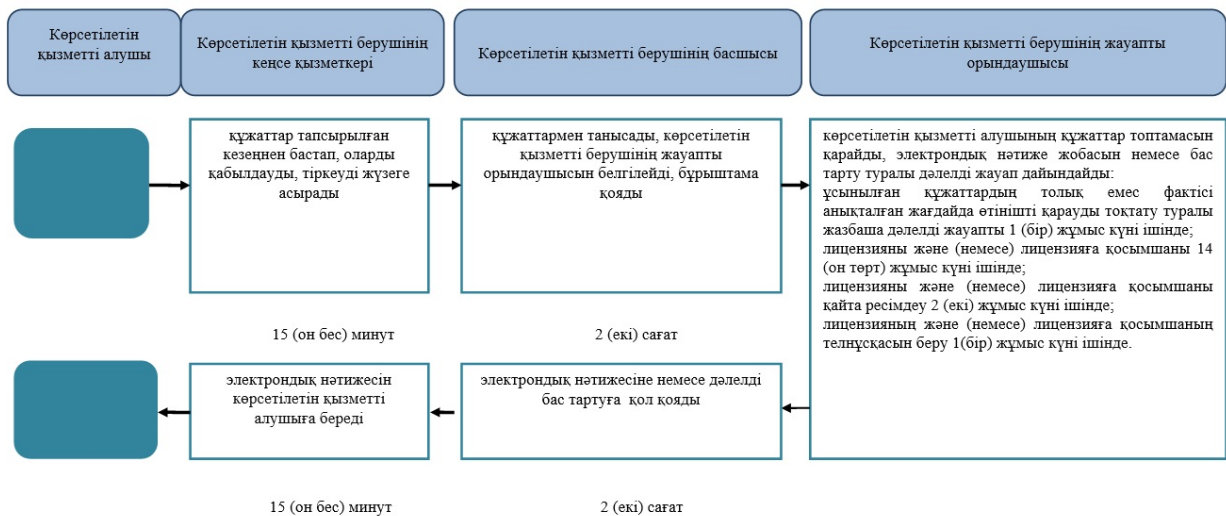 Көрсетілетін
қызметті алушы
Көрсетілетін қызметті берушінің
кеңсе қызметкері
Көрсетілетін қызметті берушінің басшысы
Көрсетілетін қызметті берушінің жауапты
орындаушысы
құжаттар тапсырылған
кезеңнен бастап, оларды
қабылдауды, тіркеуді жүзеге
асырады
құжаттармен танысады, көрсетілетін
қызметті берушінің жауапты
орындаушысын белгілейді, бұрыштама
қояды
көрсетілетін қызметті алушының құжаттар топтамасын
қарайды, электрондық нәтиже жобасын немесе бас
тарту туралы дәлелді жауап дайындайды:
ұсынылған құжаттардың толық емес фактісі
анықталған жағдайда өтінішті қарауды тоқтату туралы
жазбаша дәлелді жауапты 1 (бір) жұмыс күні ішінде;
лицензияны және (немесе) лицензияға қосымшаны 14
(он төрт) жұмыс күні ішінде;
лицензияны және (немесе) лицензияға қосымшаны
қайта ресімдеу 2 (екі) жұмыс күні ішінде;
лицензияның және (немесе) лицензияға қосымшаның
телнұсқасын беру 1(бір) жұмыс күні ішінде.
15 (он бес) минут
2 (екі) сағат
электрондық нәтижесін
көрсетілетін қызметті
алушыға береді
электрондық нәтижесіне немесе дәлелді
бас тартуға қол қояды
15 (он бес) минут
2 (екі) сағат